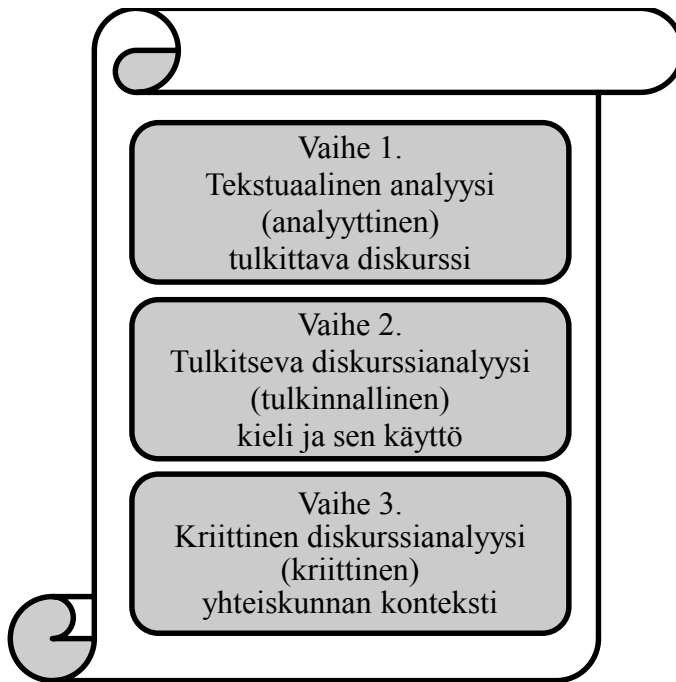 Vaihe 1.
Tekstuaalinen analyysi
(analyyttinen)
tulkittava diskurssi
Vaihe 2.
Tulkitseva diskurssianalyysi
(tulkinnallinen)
kieli ja sen käyttö
Vaihe 3.
Kriittinen diskurssianalyysi
(kriittinen)
yhteiskunnan konteksti